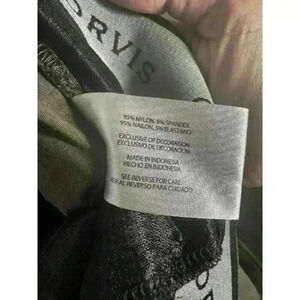 ORVIS
95% NYLON, 5% SPANDEX
95% NAILON, 5% ELASTANO
EXCLUSIVE OF DECORATION
EXCLUSIVO DE DECORACION
MADE IN INDONESIA
HECHO EN INDONESIA
SEE REVERSE FOR CARE
VER AL REVERSO PARA CUIDADO